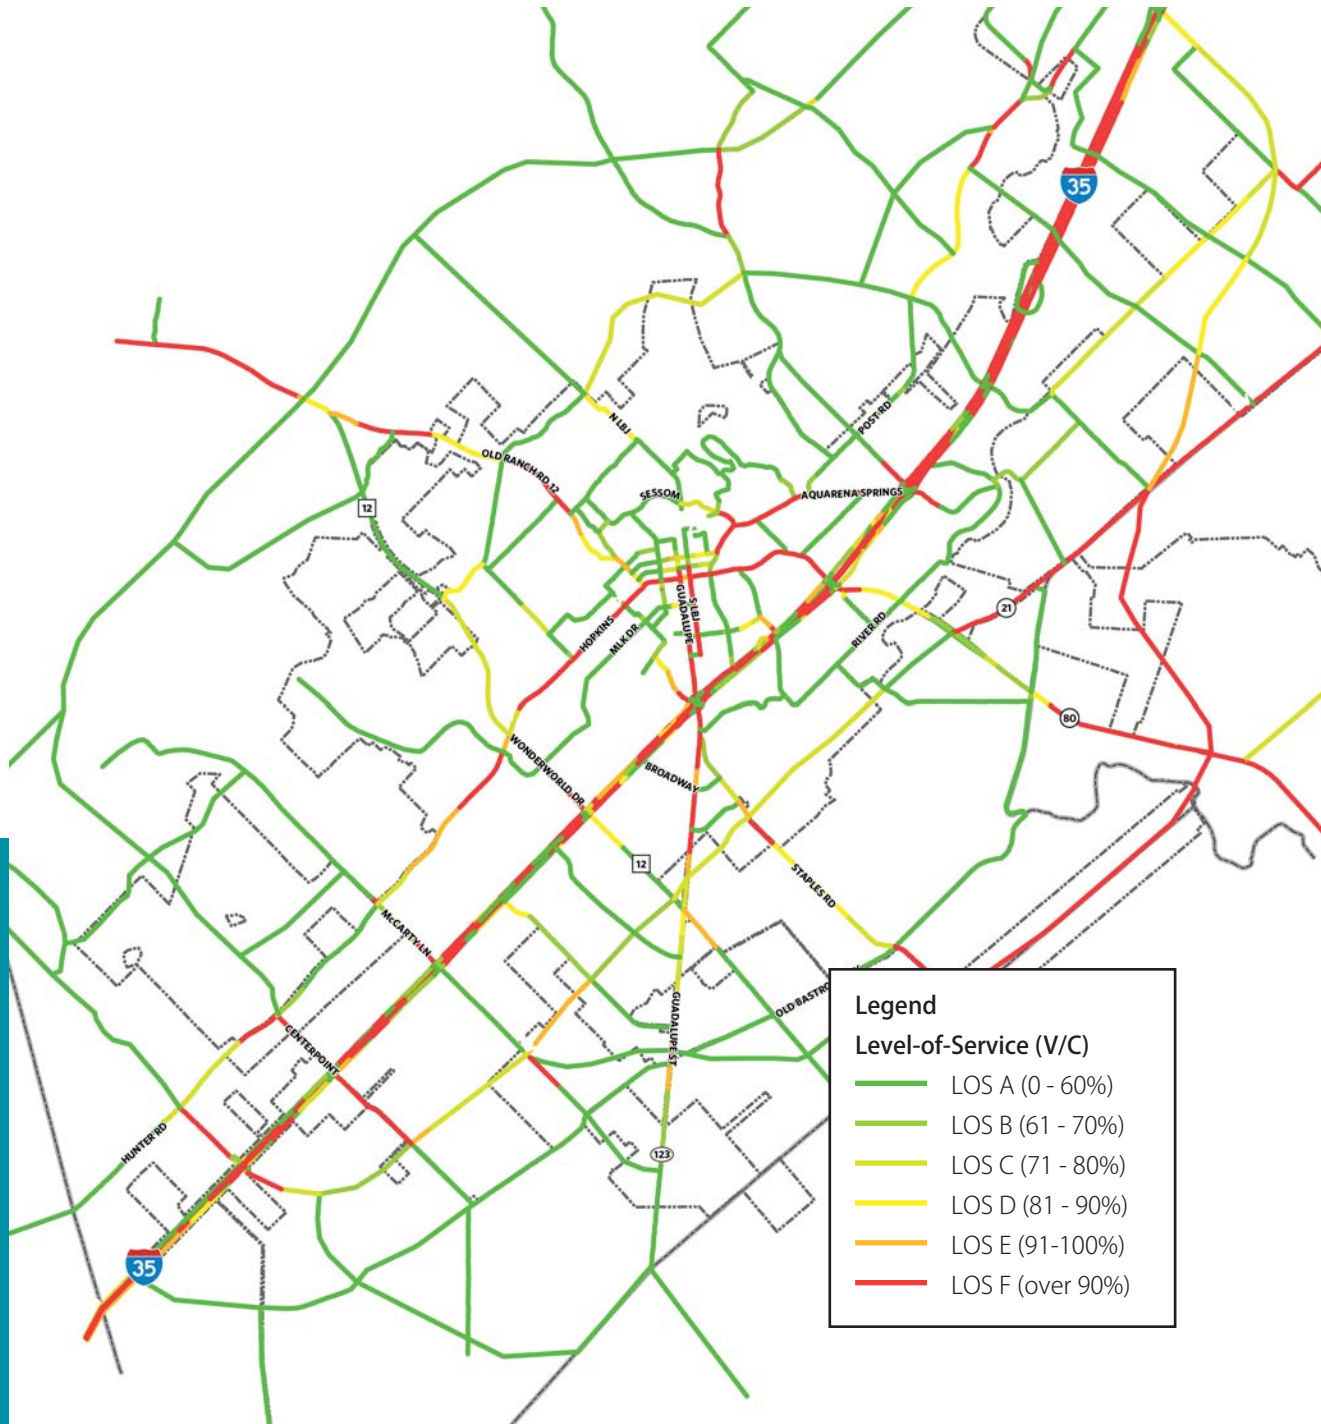 35
N LBJ
POST RD
OLD RANCH RD 12
SESSOM
AQUARENA SPRINGS
12
21
S LBJ
GUADALUPE
HOPKINS
MLK DR
RIVER RD
80
WONDERWORLD DR
BROADWAY
12
STAPLES RD
McCARTY LN
OLD BASTRO
GUADALUPE ST
CENTERPOINT
HUNTER RD
123
35
Legend
Level-of-Service (V/C)
LOS A (0 - 60%)
LOS B (61 - 70%)
LOS C (71 - 80%)
LOS D (81 - 90%)
LOS E (91-100%)
LOS F (over 90%)